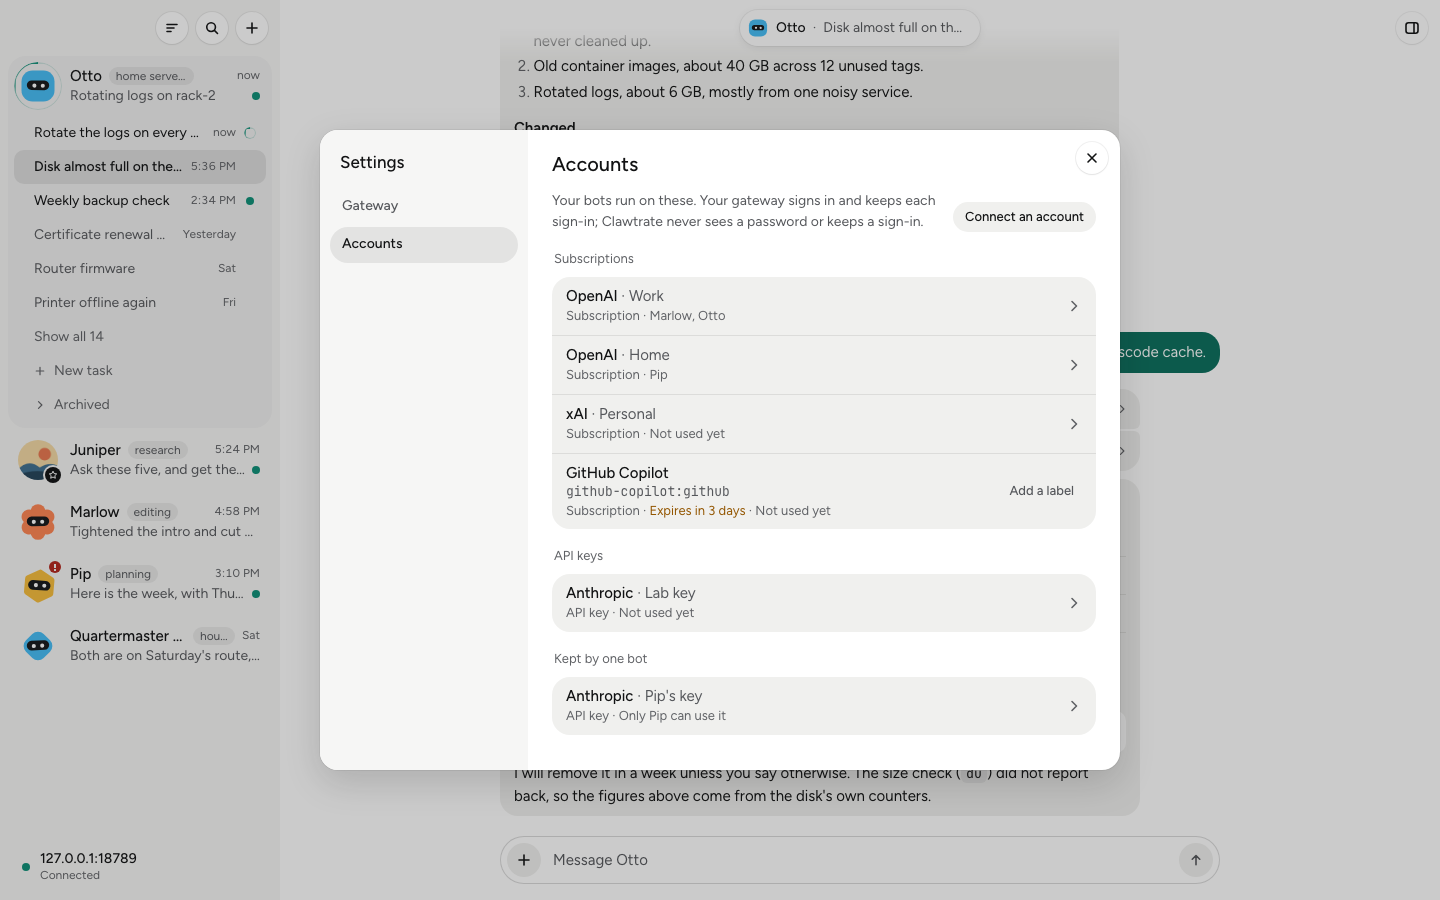 Otto home serve... now
Rotating logs on rack-2
Rotate the logs on every ... now
Disk almost full on the... 5:36 PM
Weekly backup check 2:34 PM
Certificate renewal ... Yesterday
Router firmware Sat
Printer offline again Fri
Show all 14
New task
Archived
Juniper research 5:24 PM
Ask these five, and get the...
Marlow editing 4:58 PM
Tightened the intro and cut ...
Pip planning 3:10 PM
Here is the week, with Thu...
Quartermaster ... hou... Sat
Both are on Saturday's route,...
127.0.0.1:18789
Connected
Otto · Disk almost full on th...
never cleaned up.
2. Old container images, about 40 GB across 12 unused tags.
3. Rotated logs, about 6 GB, mostly from one noisy service.
Changed
scode cache.
Settings
Gateway
Accounts
Accounts
Your bots run on these. Your gateway signs in and keeps each
sign-in; Clawtrate never sees a password or keeps a sign-in.
Connect an account
Subscriptions
OpenAI · Work
Subscription · Marlow, Otto
OpenAI · Home
Subscription · Pip
xAI · Personal
Subscription · Not used yet
GitHub Copilot
github-copilot:github
Subscription · Expires in 3 days · Not used yet
Add a label
API keys
Anthropic · Lab key
API key · Not used yet
Kept by one bot
Anthropic · Pip's key
API key · Only Pip can use it
I will remove it in a week unless you say otherwise. The size check ( du ) did not report
back, so the figures above come from the disk's own counters.
Message Otto